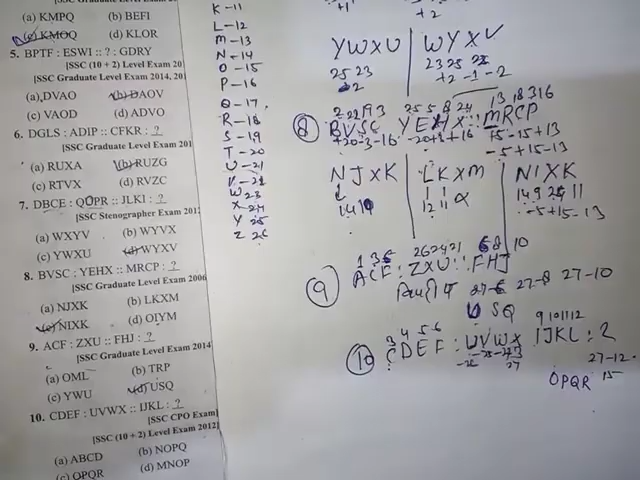 (a) KMPQ (b) BEFI
(c) KMOQ (d) KLOR
5. BPTF : ESWI :: ? : GDRY
[SSC (10 + 2) Level Exam 20
[SSC Graduate Level Exam 2014, 201
(a) DVAO (b) DAOV
(c) VAOD (d) ADVO
6. DGLS : ADIP :: CFKR : ?
[SSC Graduate Level Exam 201
(a) RUXA (b) RUZG
(c) RTVX (d) RVZC
7. DBCE : QOPR :: JLKI : ?
[SSC Stenographer Exam 201
(a) WXYV (b) WYVX
(c) YWXU (d) WYXV
8. BVSC : YEHX :: MRCP : ?
[SSC Graduate Level Exam 2006
(a) NJXK (b) LKXM
(c) NIXK (d) OIYM
9. ACF : ZXU :: FHJ : ?
[SSC Graduate Level Exam 2014
(a) OML (b) TRP
(c) YWU (d) USQ
10. CDEF : UVWX :: IJKL : ?
[SSC CPO Exam
[SSC (10 + 2) Level Exam 2012]
(a) ABCD (b) NOPQ
(c) OPQR (d) MNOP
K - 11
L - 12
M - 13
N - 14
O - 15
P - 16
Q - 17
R - 18
S - 19
T - 20
U - 21
V - 22
W 23
X 24
Y 25
Z 26
YWXU WYXV
25 23 23 25
+2 -1 -2
8 BVSC YEHX :: MRCP
+20-3-16 -20+3+16 +5-15+13
-5+15-13
NJXK LKXM NIXK
12 11 14 9 24 11
-5+15-13
9 ACF : ZXU :: FHJ
26 24 21 6 8 10
27-6 27-8 27-10
USQ
10 CDEF : UVWX IJKL : ?
3 4 5 6 9 10 11 12
27-12
OPQR 15